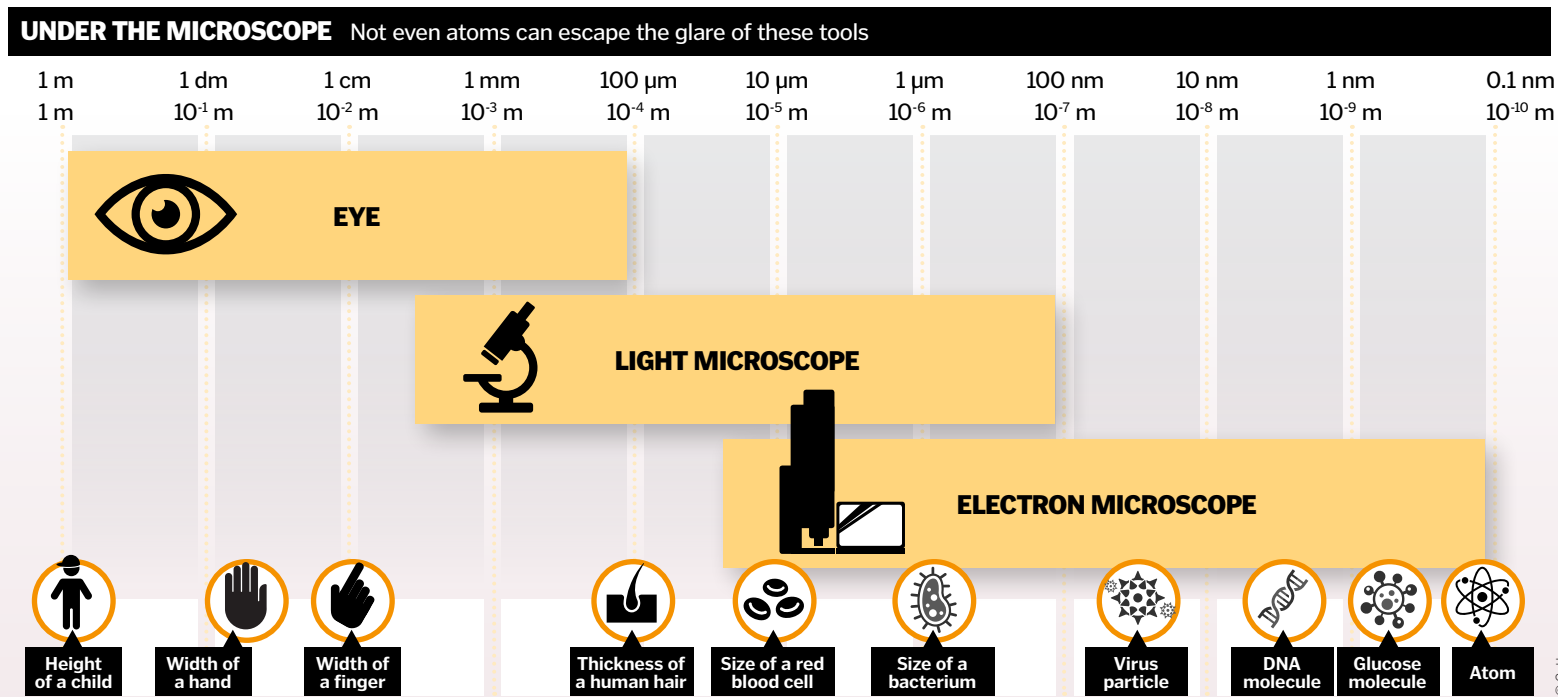 UNDER THE MICROSCOPE Not even atoms can escape the glare of these tools
1 m 1 dm 1 cm 1 mm 100 µm 10 µm 1 µm 100 nm 10 nm 1 nm 0.1 nm
1 m 10⁻¹ m 10⁻² m 10⁻³ m 10⁻⁴ m 10⁻⁵ m 10⁻⁶ m 10⁻⁷ m 10⁻⁸ m 10⁻⁹ m 10⁻¹⁰ m
EYE
LIGHT MICROSCOPE
ELECTRON MICROSCOPE
Height
of a child
Width of
a hand
Width of
a finger
Thickness of
a human hair
Size of a red
blood cell
Size of a
bacterium
Virus
particle
DNA
molecule
Glucose
molecule
Atom